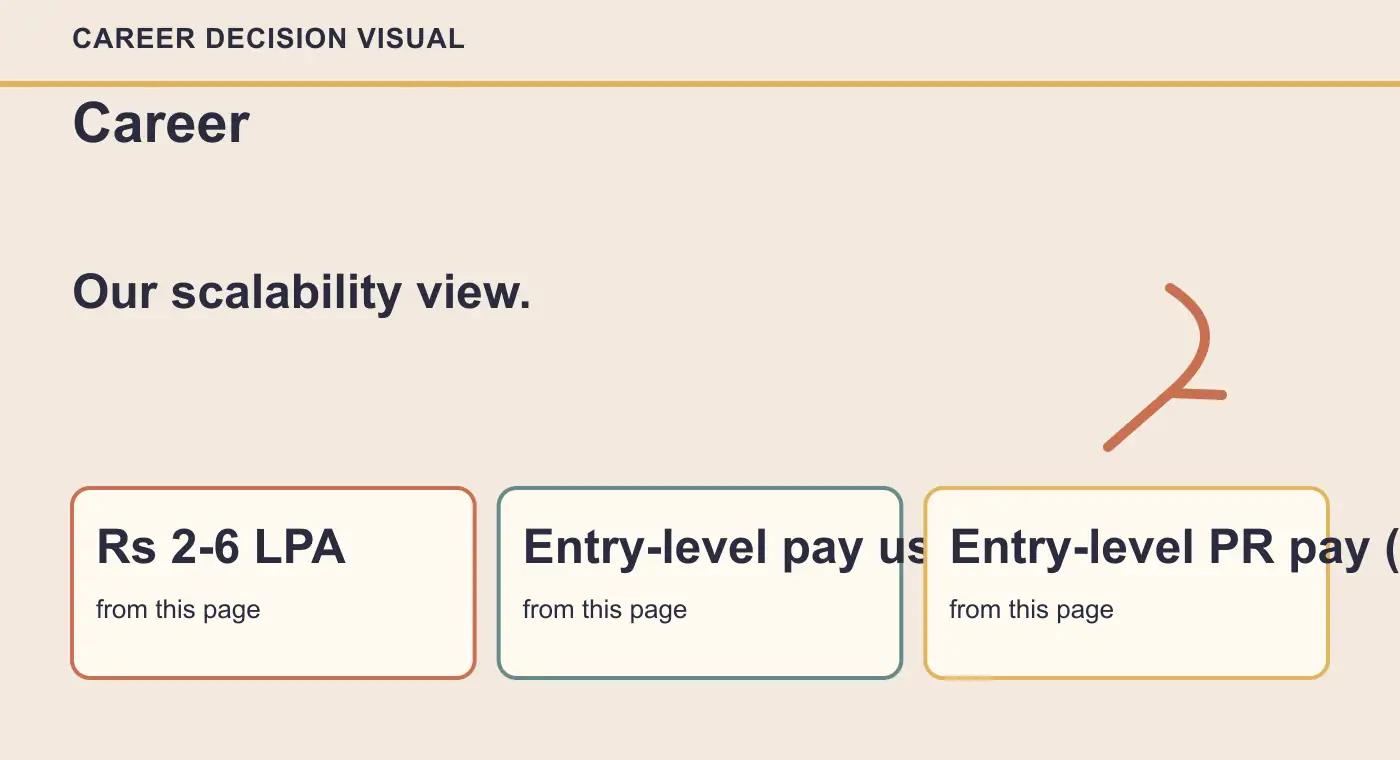 CAREER DECISION VISUAL
Career
Our scalability view.
Rs 2-6 LPA
from this page
Entry-level pay us
from this page
Entry-level PR pay (
from this page